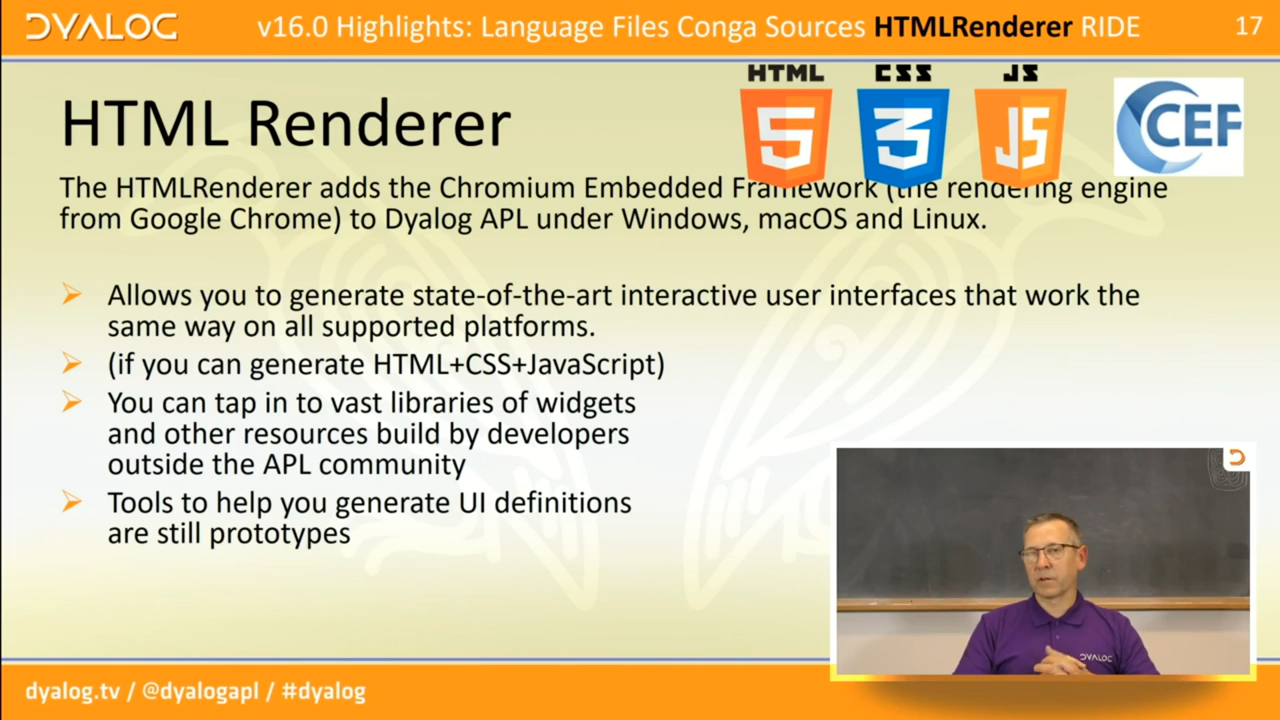 DYALOG
v16.0 Highlights: Language Files Conga Sources HTMLRenderer RIDE
17
HTML CSS JS
5 3 JS CEF
HTML Renderer
The HTMLRenderer adds the Chromium Embedded Framework (the rendering engine
from Google Chrome) to Dyalog APL under Windows, macOS and Linux.
Allows you to generate state-of-the-art interactive user interfaces that work the
same way on all supported platforms.
(if you can generate HTML+CSS+JavaScript)
You can tap in to vast libraries of widgets
and other resources build by developers
outside the APL community
Tools to help you generate UI definitions
are still prototypes
DYALOG
dyalog.tv / @dyalogapl / #dyalog